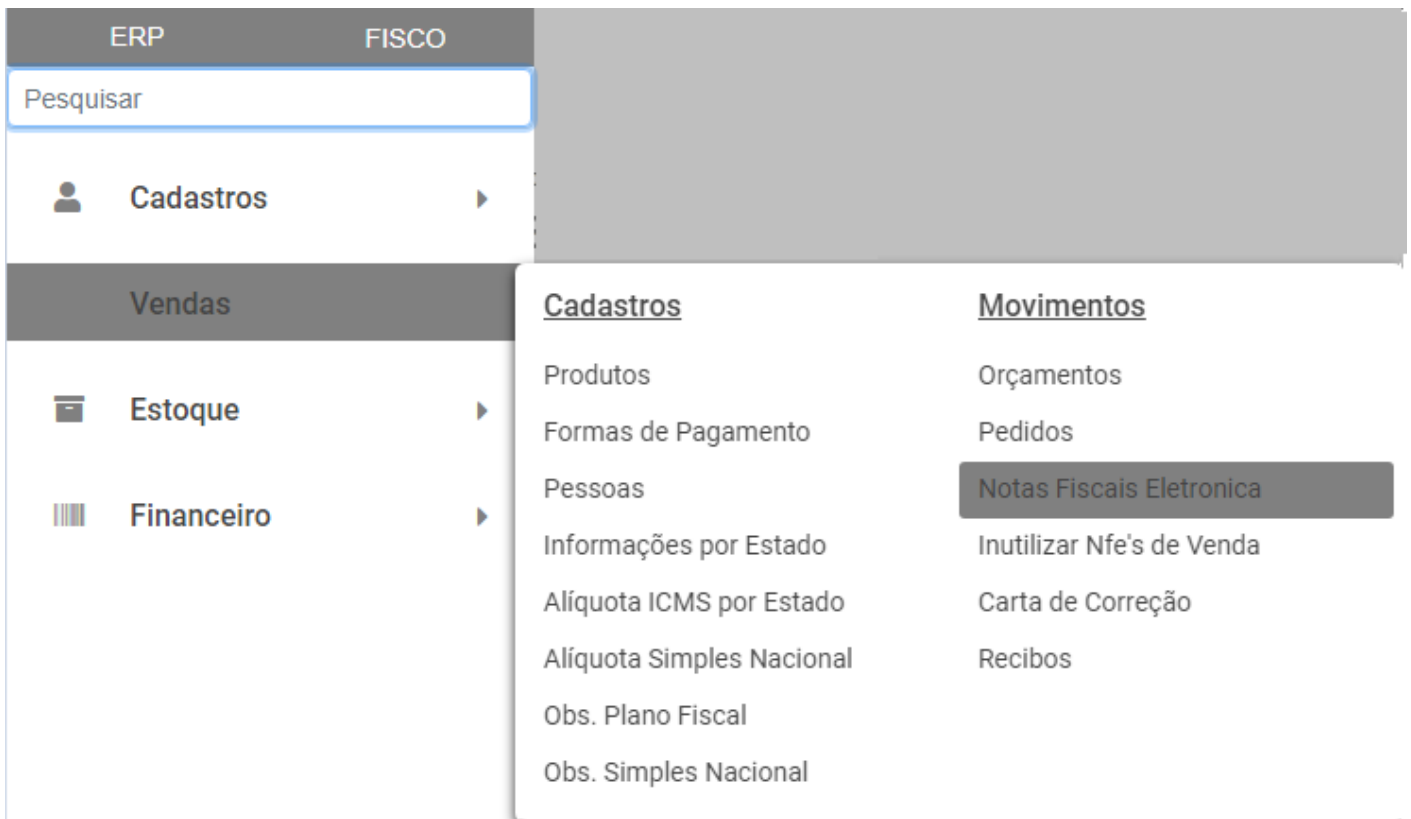 ERP FISCO
Pesquisar
Cadastros
Vendas
Estoque
Financeiro
Cadastros
Produtos
Formas de Pagamento
Pessoas
Informações por Estado
Alíquota ICMS por Estado
Alíquota Simples Nacional
Obs. Plano Fiscal
Obs. Simples Nacional
Movimentos
Orçamentos
Pedidos
Notas Fiscais Eletronica
Inutilizar Nfe's de Venda
Carta de Correção
Recibos